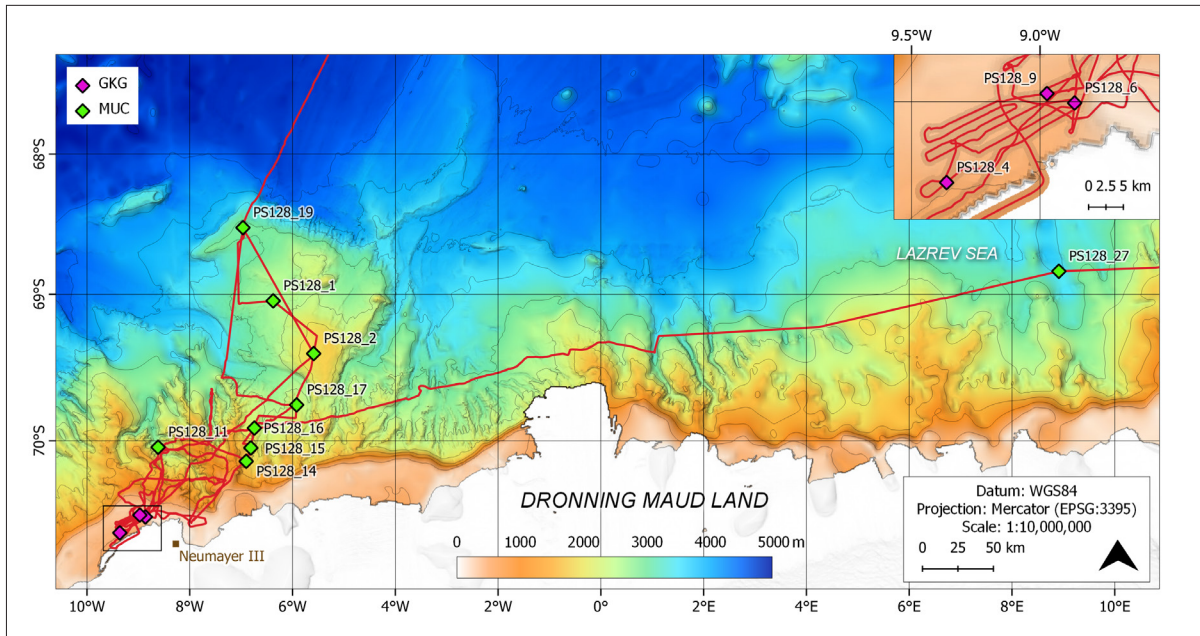 9.5°W 9.0°W
GKG
MUC
PS128_9
PS128_6
PS128_4
0 2.5 5 km
68°S
PS128_19
LAZREV SEA
PS128_27
69°S
PS128_1
PS128_2
PS128_17
PS128_16
PS128_11
70°S
PS128_15
PS128_14
DRONNING MAUD LAND
Datum: WGS84
Projection: Mercator (EPSG:3395)
Scale: 1:10,000,000
0 25 50 km
Neumayer III
0 1000 2000 3000 4000 5000 m
10°W 8°W 6°W 4°W 2°W 0° 2°E 4°E 6°E 8°E 10°E